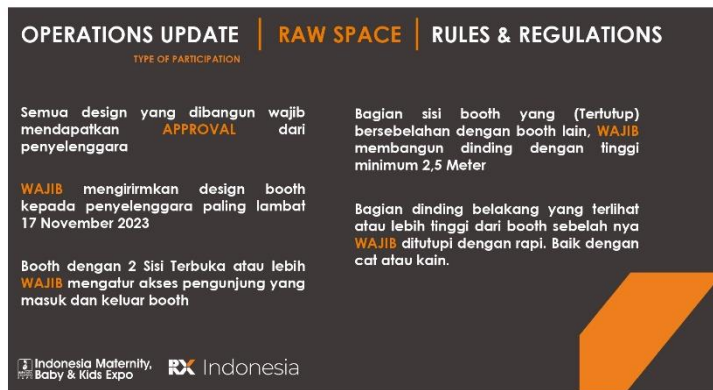 OPERATIONS UPDATE | RAW SPACE | RULES & REGULATIONS
TYPE OF PARTICIPATION
Semua design yang dibangun wajib
mendapatkan APPROVAL dari
penyelenggara
WAJIB mengirirmkan design booth
kepada penyelenggara paling lambat
17 November 2023
Booth dengan 2 Sisi Terbuka atau lebih
WAJIB mengatur akses pengunjung yang
masuk dan keluar booth
Bagian sisi booth yang (Tertutup)
bersebelahan dengan booth lain, WAJIB
membangun dinding dengan tinggi
minimum 2,5 Meter
Bagian dinding belakang yang terlihat
atau lebih tinggi dari booth sebelah nya
WAJIB ditutupi dengan rapi. Baik dengan
cat atau kain.
Indonesia Maternity,
Baby & Kids Expo
RX Indonesia